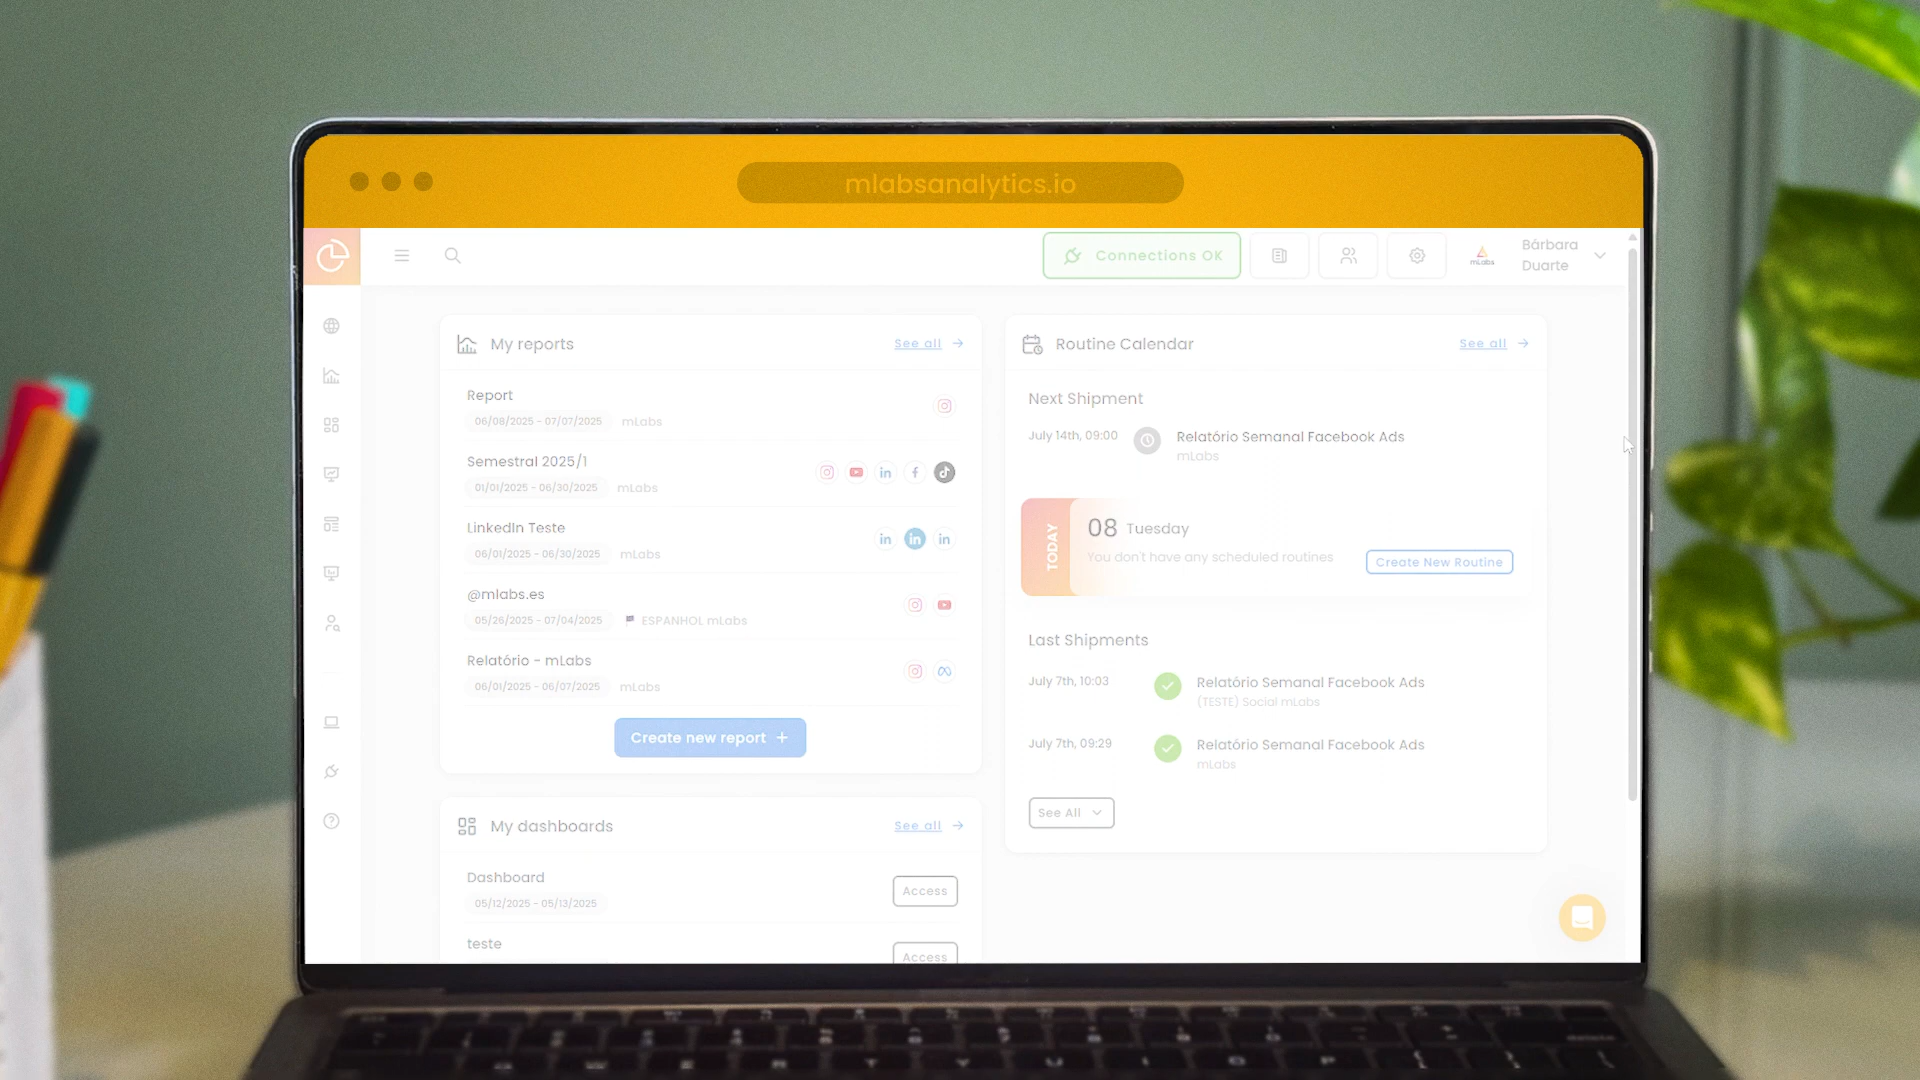 mlabsanalytics.io
Connections OK
mLabs
Bárbara
Duarte
My reports
See all
Report
06/08/2025 - 07/07/2025
mLabs
Semestral 2025/1
01/01/2025 - 06/30/2025
mLabs
LinkedIn Teste
06/01/2025 - 06/30/2025
mLabs
@mlabs.es
05/26/2025 - 07/04/2025
ESPANHOL mLabs
Relatório - mLabs
06/01/2025 - 06/07/2025
mLabs
Create new report +
My dashboards
See all
Dashboard
05/12/2025 - 05/13/2025
Access
teste
Access
Routine Calendar
See all
Next Shipment
July 14th, 09:00
Relatório Semanal Facebook Ads
mLabs
TODAY
08 Tuesday
You don't have any scheduled routines
Create New Routine
Last Shipments
July 7th, 10:03
Relatório Semanal Facebook Ads
(TESTE) Social mLabs
July 7th, 09:29
Relatório Semanal Facebook Ads
mLabs
See All